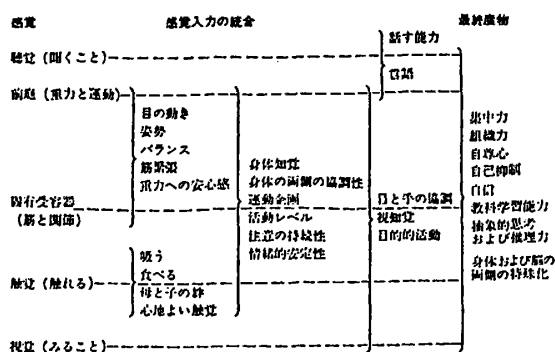 感覚 感覚入力の統合 最終産物
聴覚 (聞くこと)
話す能力
言語
前庭 (重力と運動)
目の動き
姿勢
バランス
筋緊張
重力への安心感
固有受容器
(筋と関節)
身体知覚
身体の両側の協調性
運動企画
活動レベル
注意の持続性
情緒的安定性
目と手の協調
視知覚
目的的活動
集中力
組織力
自尊心
自己抑制
自信
教科学習能力
抽象的思考
および推理力
身体および脳の
両側の特殊化
触覚 (触れる)
吸う
食べる
母と子の絆
心地よい触覚
視覚 (みること)